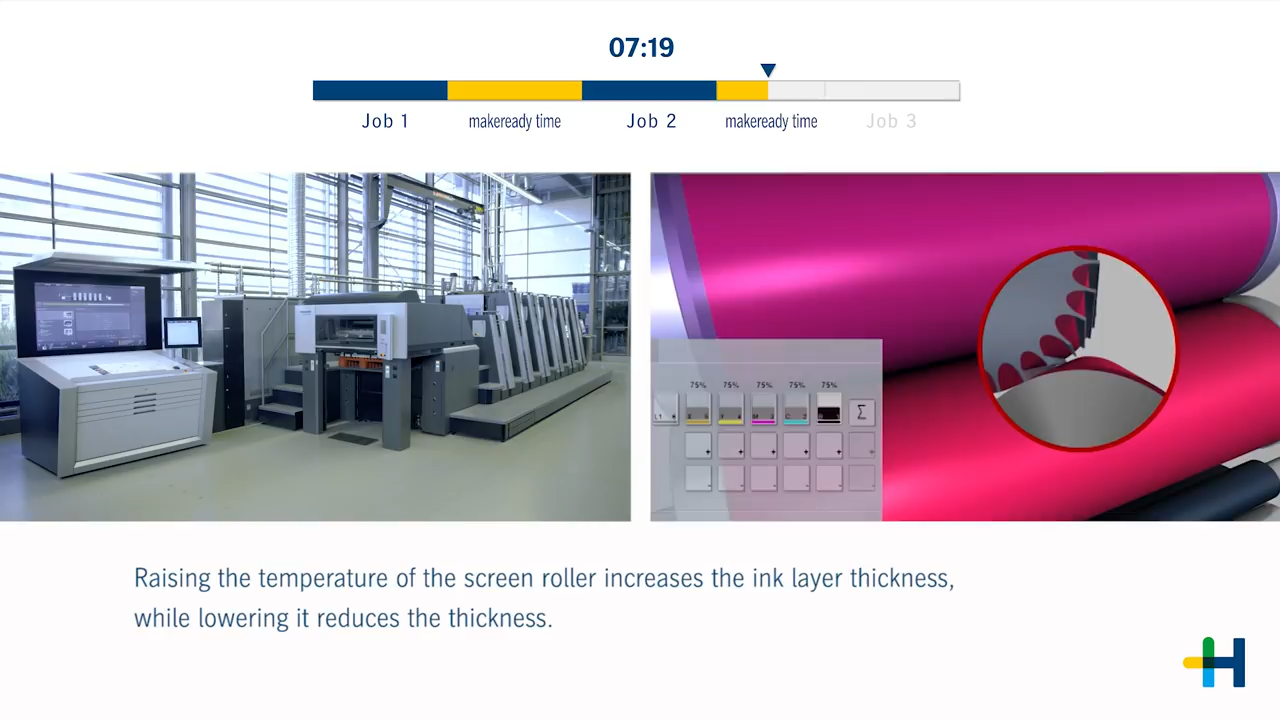 07:19
Job 1
makeready time
Job 2
makeready time
Job 3
75% 75% 75% 75% 75%
L1
Σ
Raising the temperature of the screen roller increases the ink layer thickness,
while lowering it reduces the thickness.